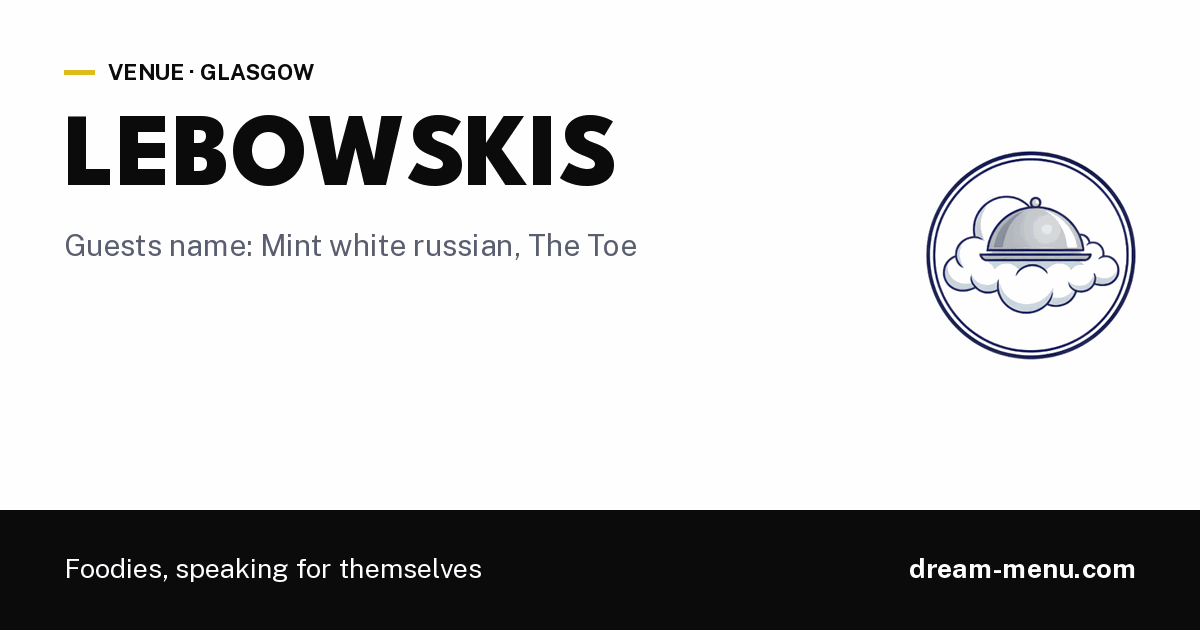 VENUE · GLASGOW
LEBOWSKIS
Guests name: Mint white russian, The Toe
Foodies, speaking for themselves
dream-menu.com